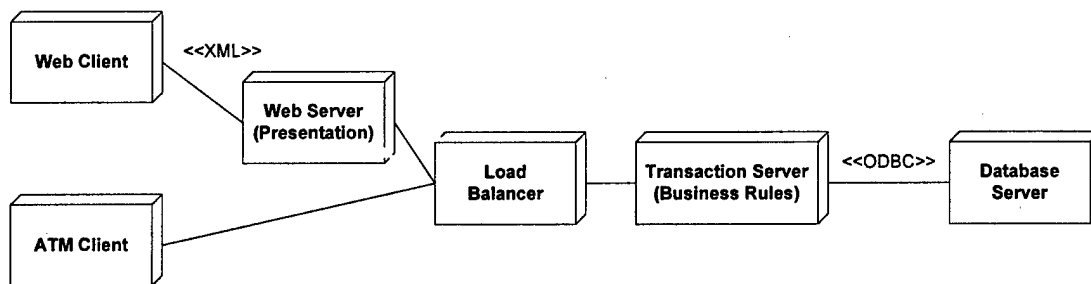 Web Client
<<XML>>
Web Server
(Presentation)
Load
Balancer
Transaction Server
(Business Rules)
<<ODBC>>
Database
Server
ATM Client